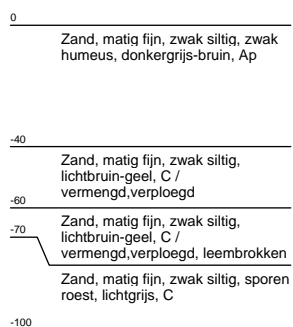 0
Zand, matig fijn, zwak siltig, zwak
humeus, donkergrijs-bruin, Ap
-40
Zand, matig fijn, zwak siltig,
lichtbruin-geel, C /
vermengd,verploegd
-60
Zand, matig fijn, zwak siltig,
lichtbruin-geel, C /
vermengd,verploegd, leembrokken
-70
Zand, matig fijn, zwak siltig, sporen
roest, lichtgrijs, C
-100